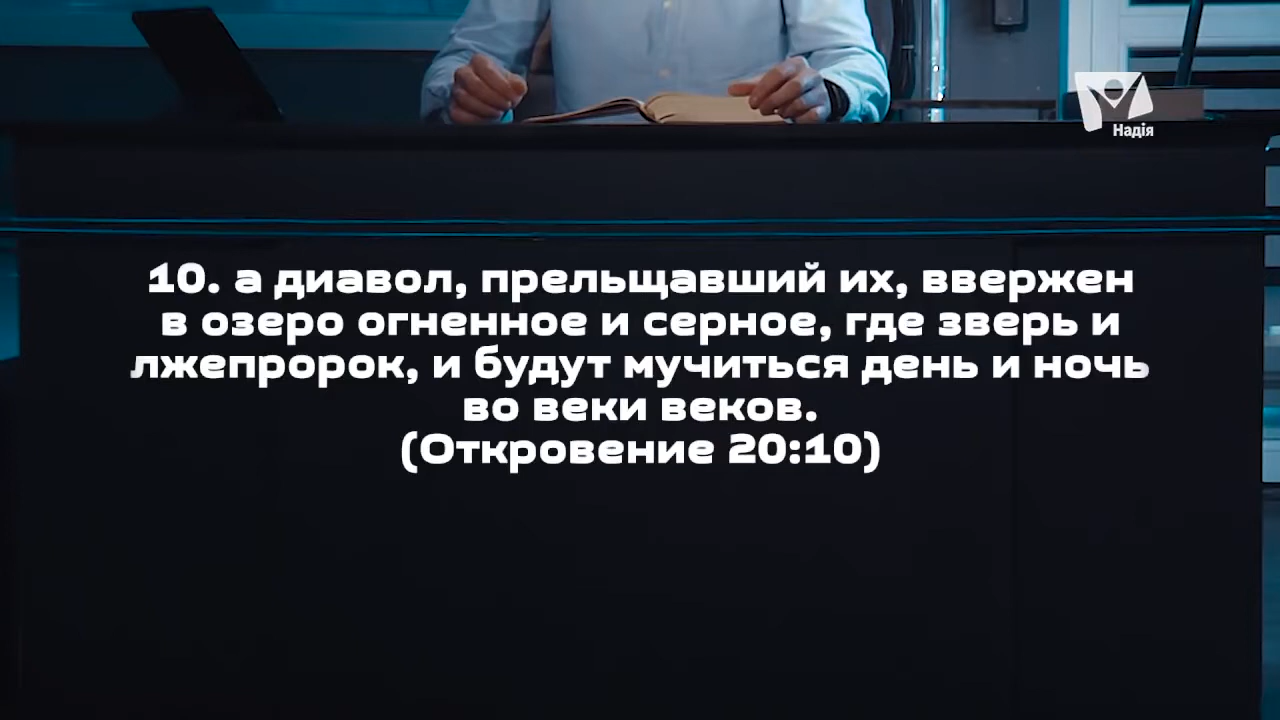 Надія
10. а диавол, прельщавший их, ввержен
в озеро огненное и серное, где зверь и
лжепророк, и будут мучиться день и ночь
во веки веков.
(Откровение 20:10)